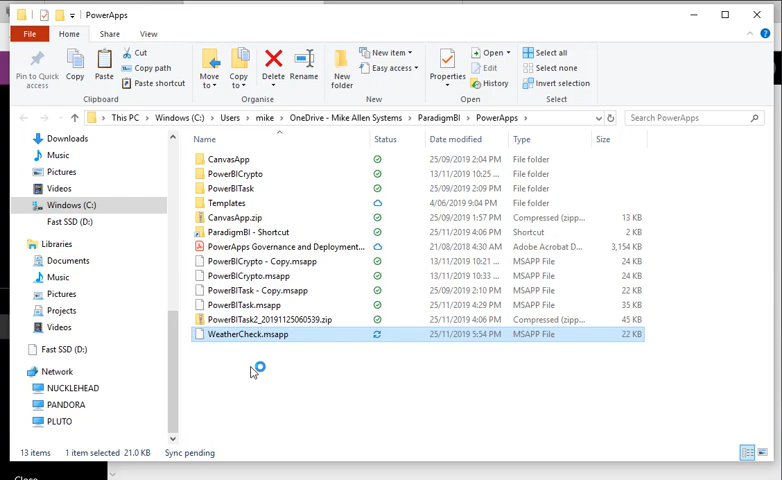 PowerApps
File Home Share View
Pin to Quick access
Copy
Paste
Cut
Copy path
Paste shortcut
Clipboard
Move to
Copy to
Delete
Rename
Organise
New folder
New item
Easy access
New
Properties
Open
Edit
History
Open
Select all
Select none
Invert selection
Select
This PC > Windows (C:) > Users > mike > OneDrive - Mike Allen Systems > ParadigmBI > PowerApps
Search PowerApps
Name Status Date modified Type Size
Downloads
Music
Pictures
Videos
Windows (C:)
Fast SSD (D:)
Libraries
Documents
Music
Pictures
Projects
Videos
Fast SSD (D:)
Network
NUCKLEHEAD
PANDORA
PLUTO
CanvasApp 25/09/2019 2:04 PM File folder
PowerBICrypto 13/11/2019 10:25 ... File folder
PowerBITask 25/09/2019 2:09 PM File folder
Templates 4/06/2019 9:04 PM File folder
CanvasApp.zip 25/09/2019 1:57 PM Compressed (zipp... 13 KB
ParadigmBI - Shortcut 25/11/2019 4:06 PM Shortcut 2 KB
PowerApps Governance and Deployment... 21/08/2018 4:30 AM Adobe Acrobat D... 3,154 KB
PowerBICrypto - Copy.msapp 13/11/2019 10:21 ... MSAPP File 24 KB
PowerBICrypto.msapp 13/11/2019 10:33 ... MSAPP File 24 KB
PowerBITask - Copy.msapp 25/09/2019 2:10 PM MSAPP File 22 KB
PowerBITask.msapp 25/11/2019 4:29 PM MSAPP File 35 KB
PowerBITask2_20191125060539.zip 25/11/2019 4:06 PM Compressed (zipp... 45 KB
WeatherCheck.msapp 25/11/2019 5:54 PM MSAPP File 22 KB
13 items 1 item selected 21.0 KB Sync pending
Close